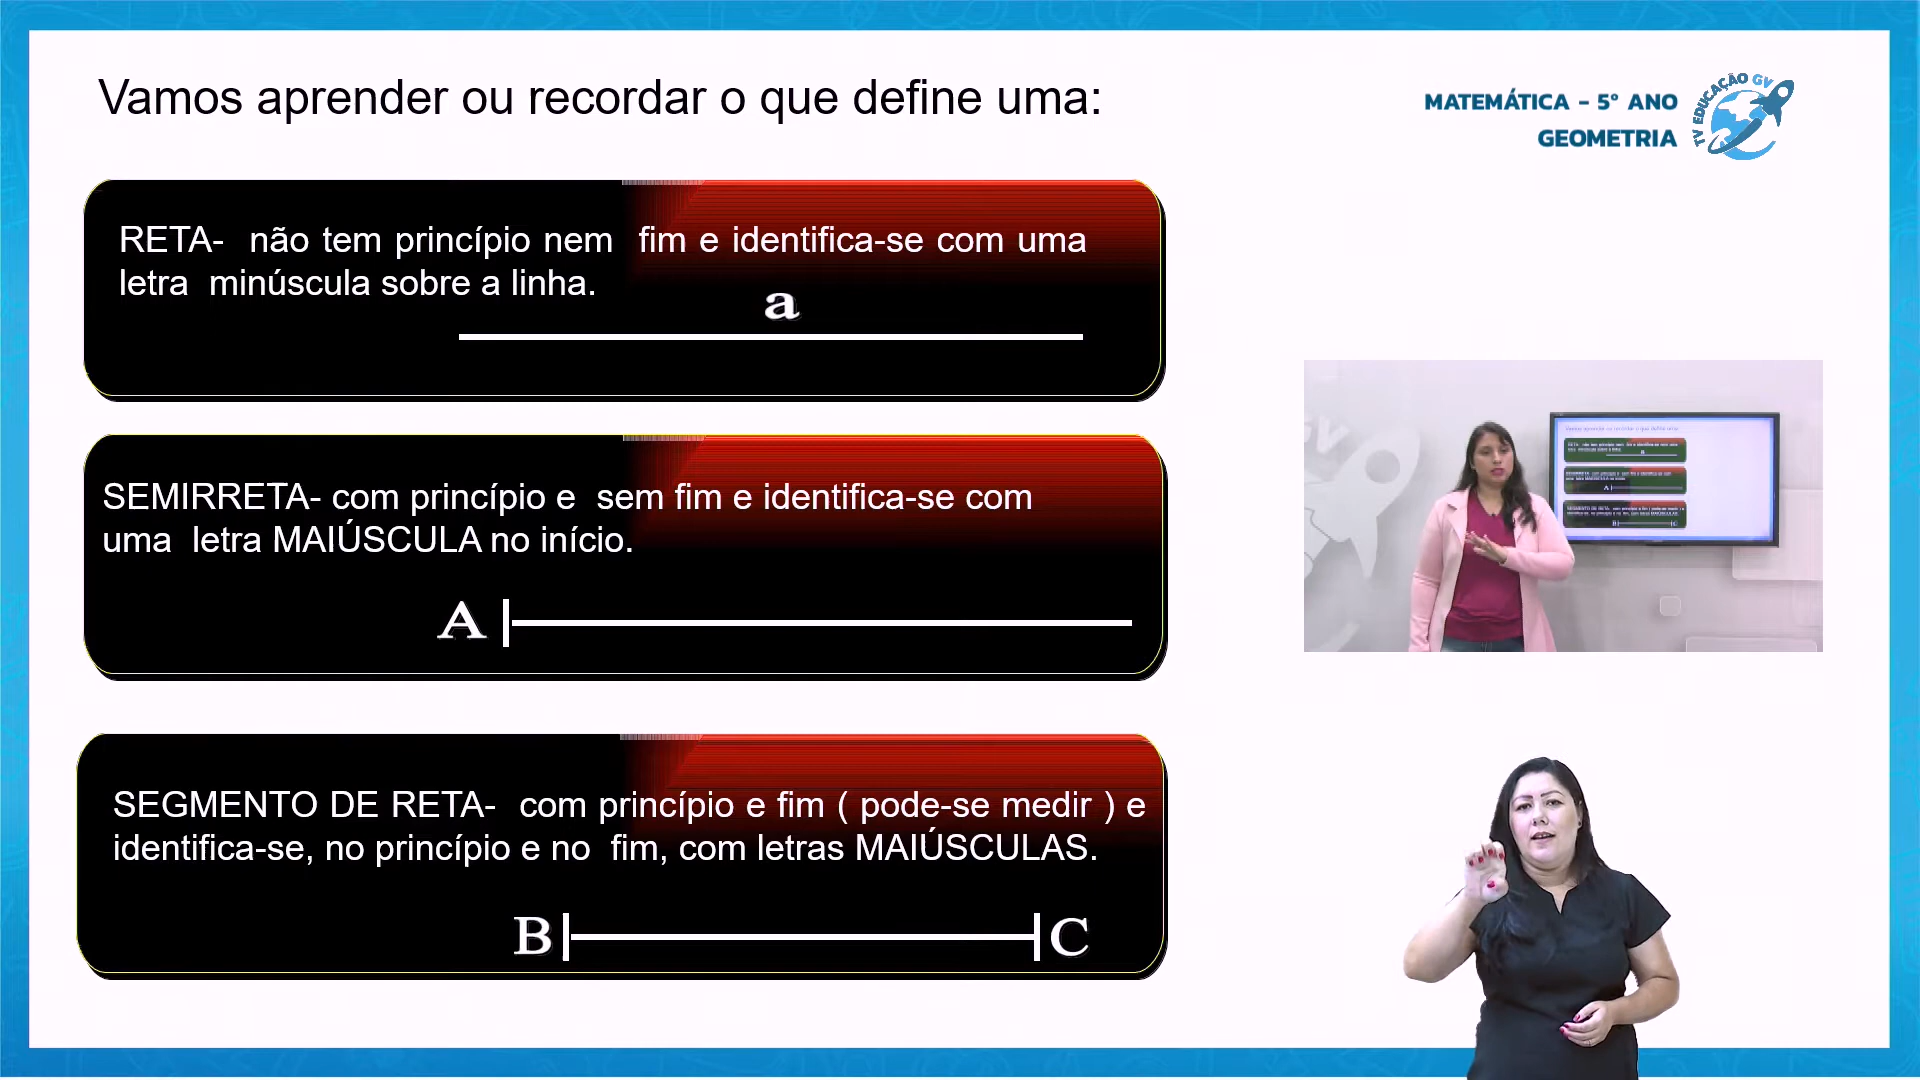 Vamos aprender ou recordar o que define uma:
MATEMÁTICA - 5º ANO
GEOMETRIA
TV EDUCAÇÃO GV
RETA- não tem princípio nem fim e identifica-se com uma
letra minúscula sobre a linha.
a
SEMIRRETA- com princípio e sem fim e identifica-se com
uma letra MAIÚSCULA no início.
A
SEGMENTO DE RETA- com princípio e fim ( pode-se medir ) e
identifica-se, no princípio e no fim, com letras MAIÚSCULAS.
B C